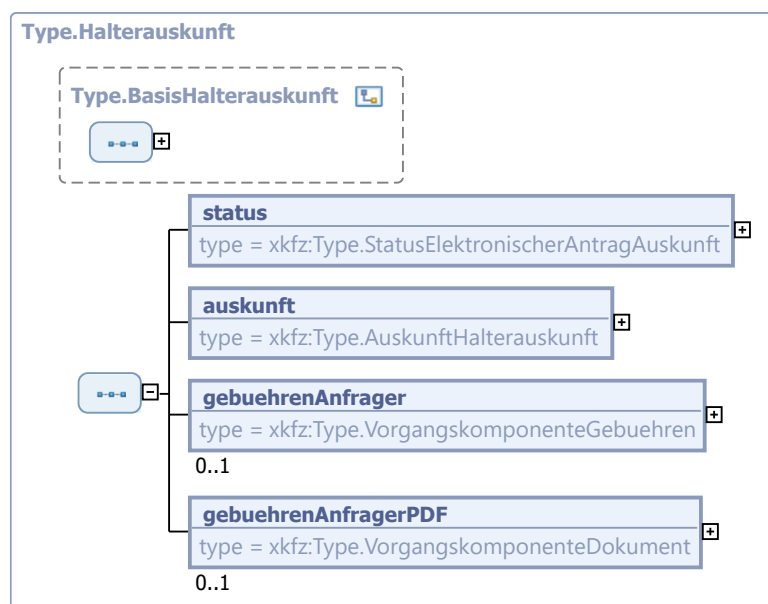 Type.Halterauskunft
Type.BasisHalterauskunft
status
type = xkfz:Type.StatusElektronischerAntragAuskunft
auskunft
type = xkfz:Type.AuskunftHalterauskunft
gebuehrenAnfrager
type = xkfz:Type.VorgangskomponenteGebuehren
0..1
gebuehrenAnfragerPDF
type = xkfz:Type.VorgangskomponenteDokument
0..1